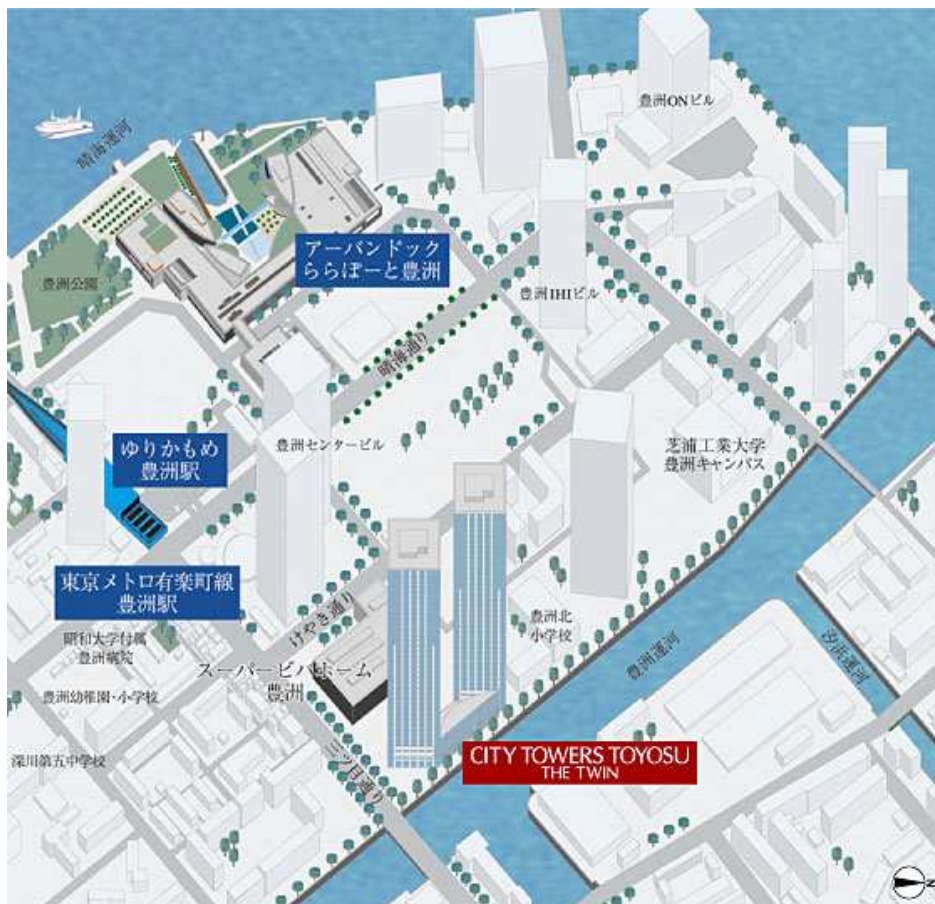 豊洲ONビル
晴海運河
アーバンドック
ららぽーと豊洲
豊洲公園
豊洲IHIビル
晴海通り
ゆりかもめ
豊洲駅
豊洲センタービル
芝浦工業大学
豊洲キャンパス
東京メトロ有楽町線
豊洲駅
けやき通り
豊洲北
小学校
昭和大学付属
豊洲病院
豊洲運河
汐浜運河
スーパービバホーム
豊洲
豊洲幼稚園・小学校
深川第五中学校
三ツ目通り
CITY TOWERS TOYOSU
THE TWIN
N